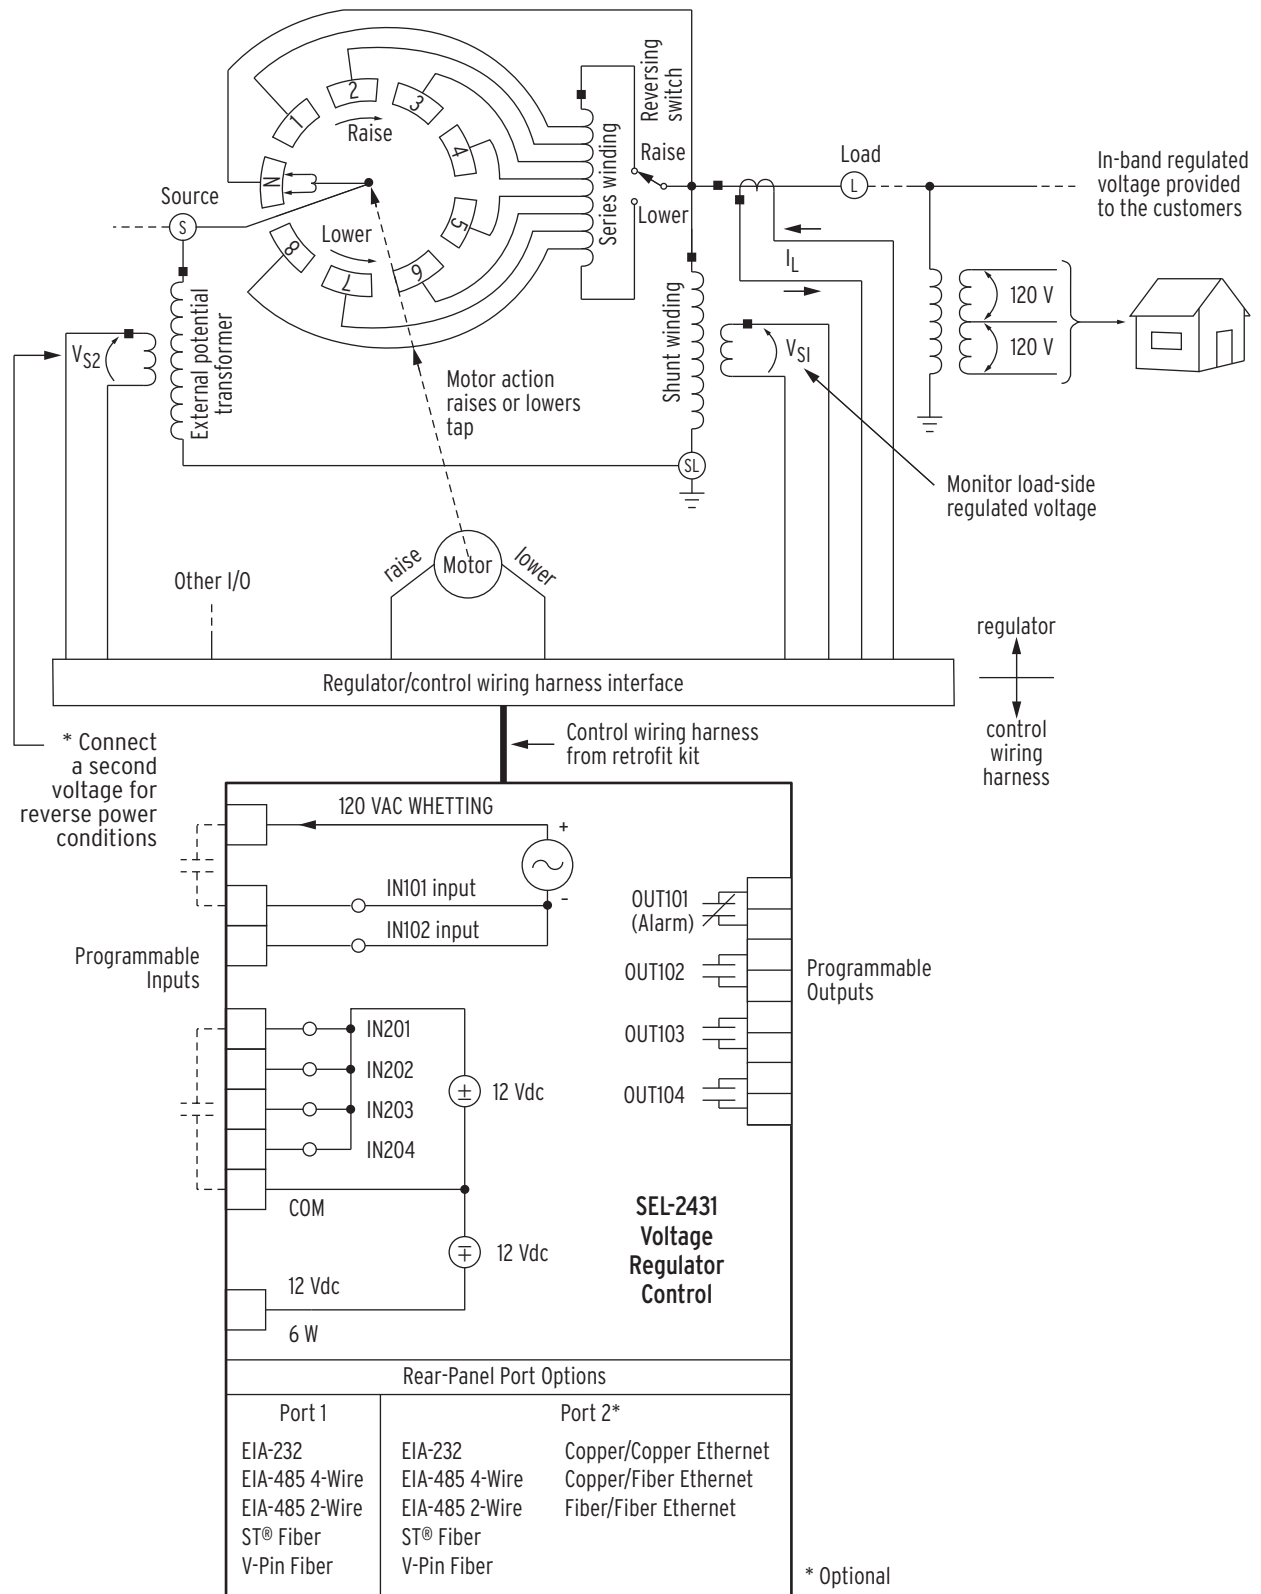 1
2
3
4
5
6
7
8
N
Raise
Lower
Source
S
Series winding
Reversing
switch
Raise
Lower
Load
L
In-band regulated
voltage provided
to the customers
I_L
120 V
120 V
V_S2
External potential
transformer
Shunt winding
V_S1
Motor action
raises or lowers
tap
SL
Monitor load-side
regulated voltage
raise
Motor
lower
Other I/O
regulator
control
wiring
harness
Regulator/control wiring harness interface
* Connect
a second
voltage for
reverse power
conditions
Control wiring harness
from retrofit kit
120 VAC WHETTING
+
-
IN101 input
IN102 input
Programmable
Inputs
OUT101
(Alarm)
OUT102
OUT103
OUT104
Programmable
Outputs
IN201
IN202
IN203
IN204
COM
± 12 Vdc
∓ 12 Vdc
12 Vdc
6 W
SEL-2431
Voltage
Regulator
Control
Rear-Panel Port Options
Port 1
EIA-232
EIA-485 4-Wire
EIA-485 2-Wire
ST® Fiber
V-Pin Fiber
Port 2*
EIA-232
EIA-485 4-Wire
EIA-485 2-Wire
ST® Fiber
V-Pin Fiber
Copper/Copper Ethernet
Copper/Fiber Ethernet
Fiber/Fiber Ethernet
* Optional